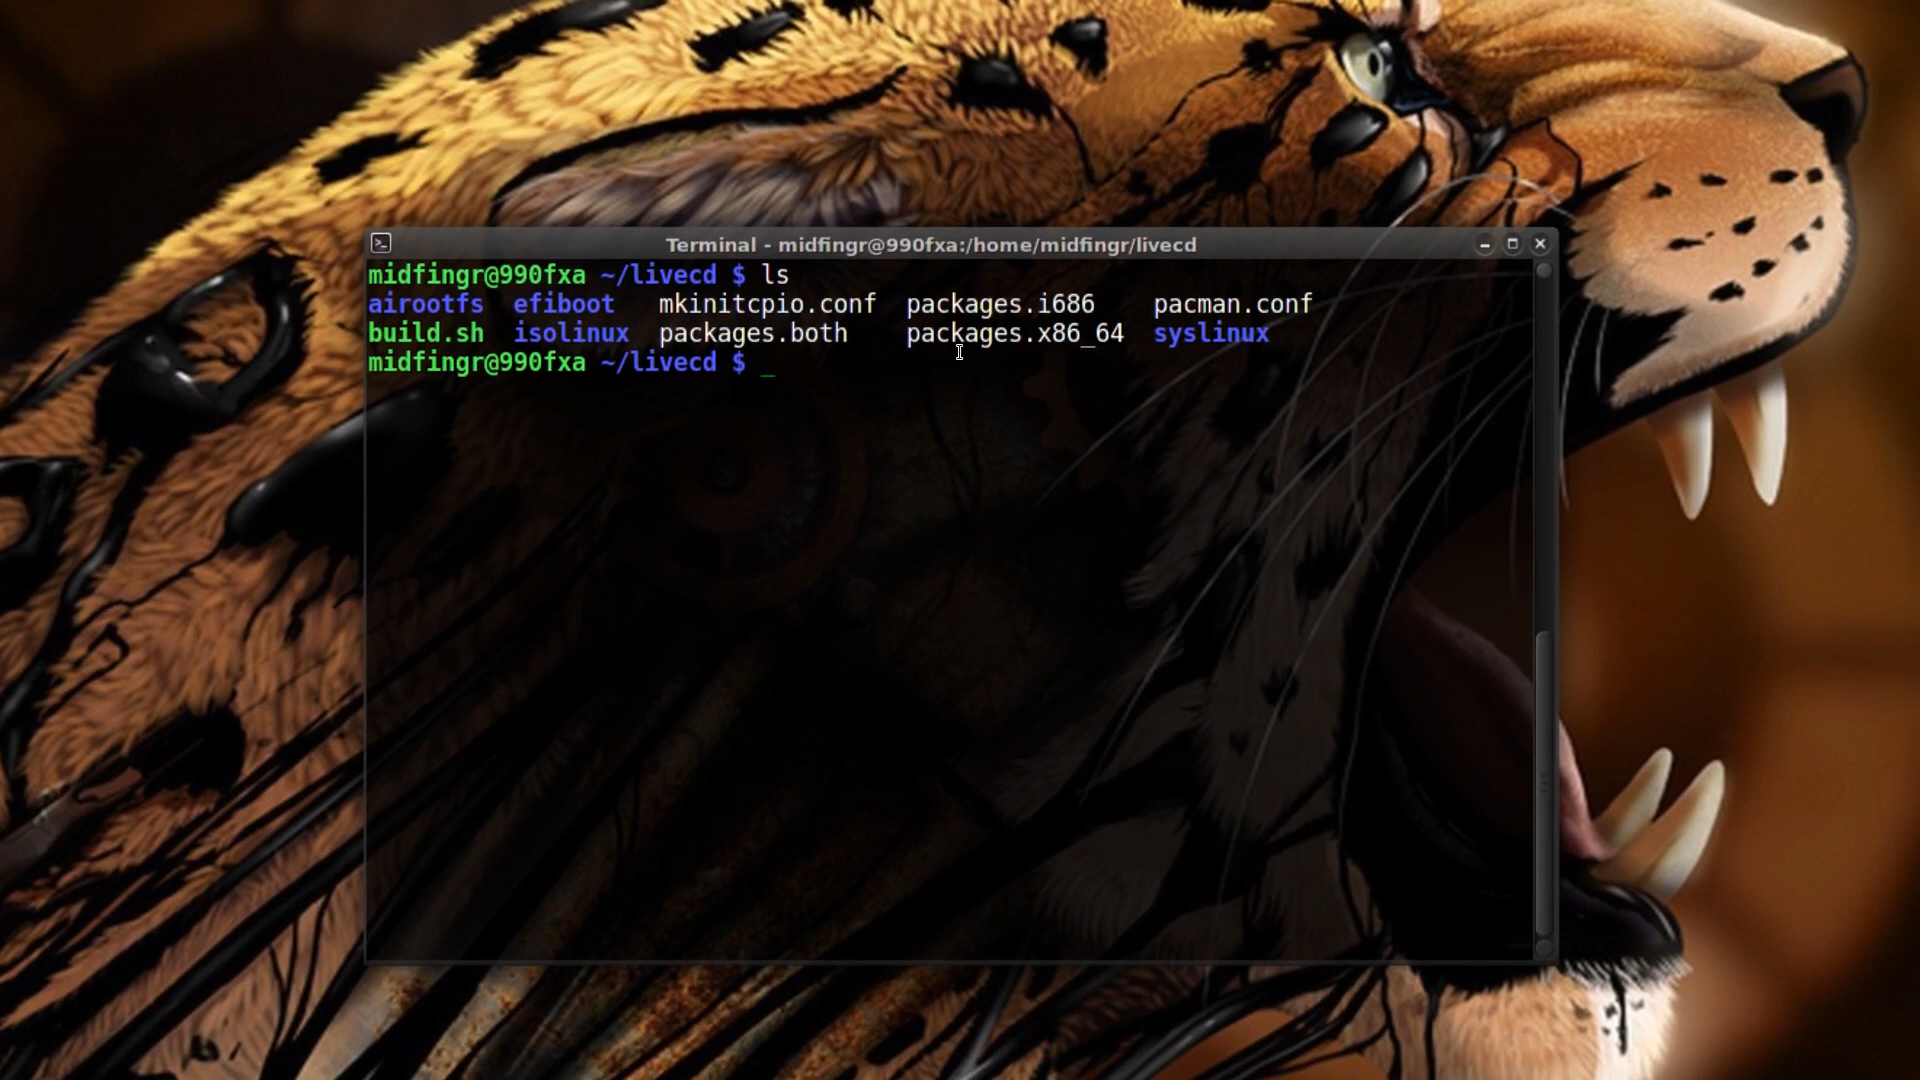 Terminal - midfingr@990fxa:/home/midfingr/livecd
midfingr@990fxa ~/livecd $ ls
airootfs  efiboot   mkinitcpio.conf  packages.i686    pacman.conf
build.sh  isolinux  packages.both    packages.x86_64  syslinux
midfingr@990fxa ~/livecd $ _